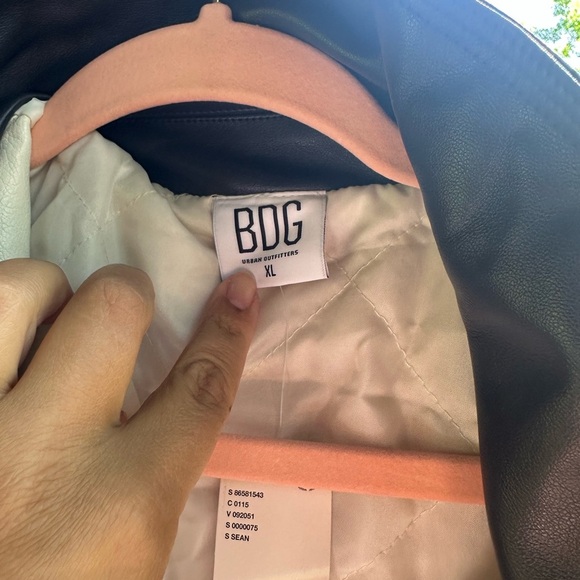 BDG
URBAN OUTFITTERS
XL
S 86581543
C 0115
V 092051
S 0000075
S SEAN